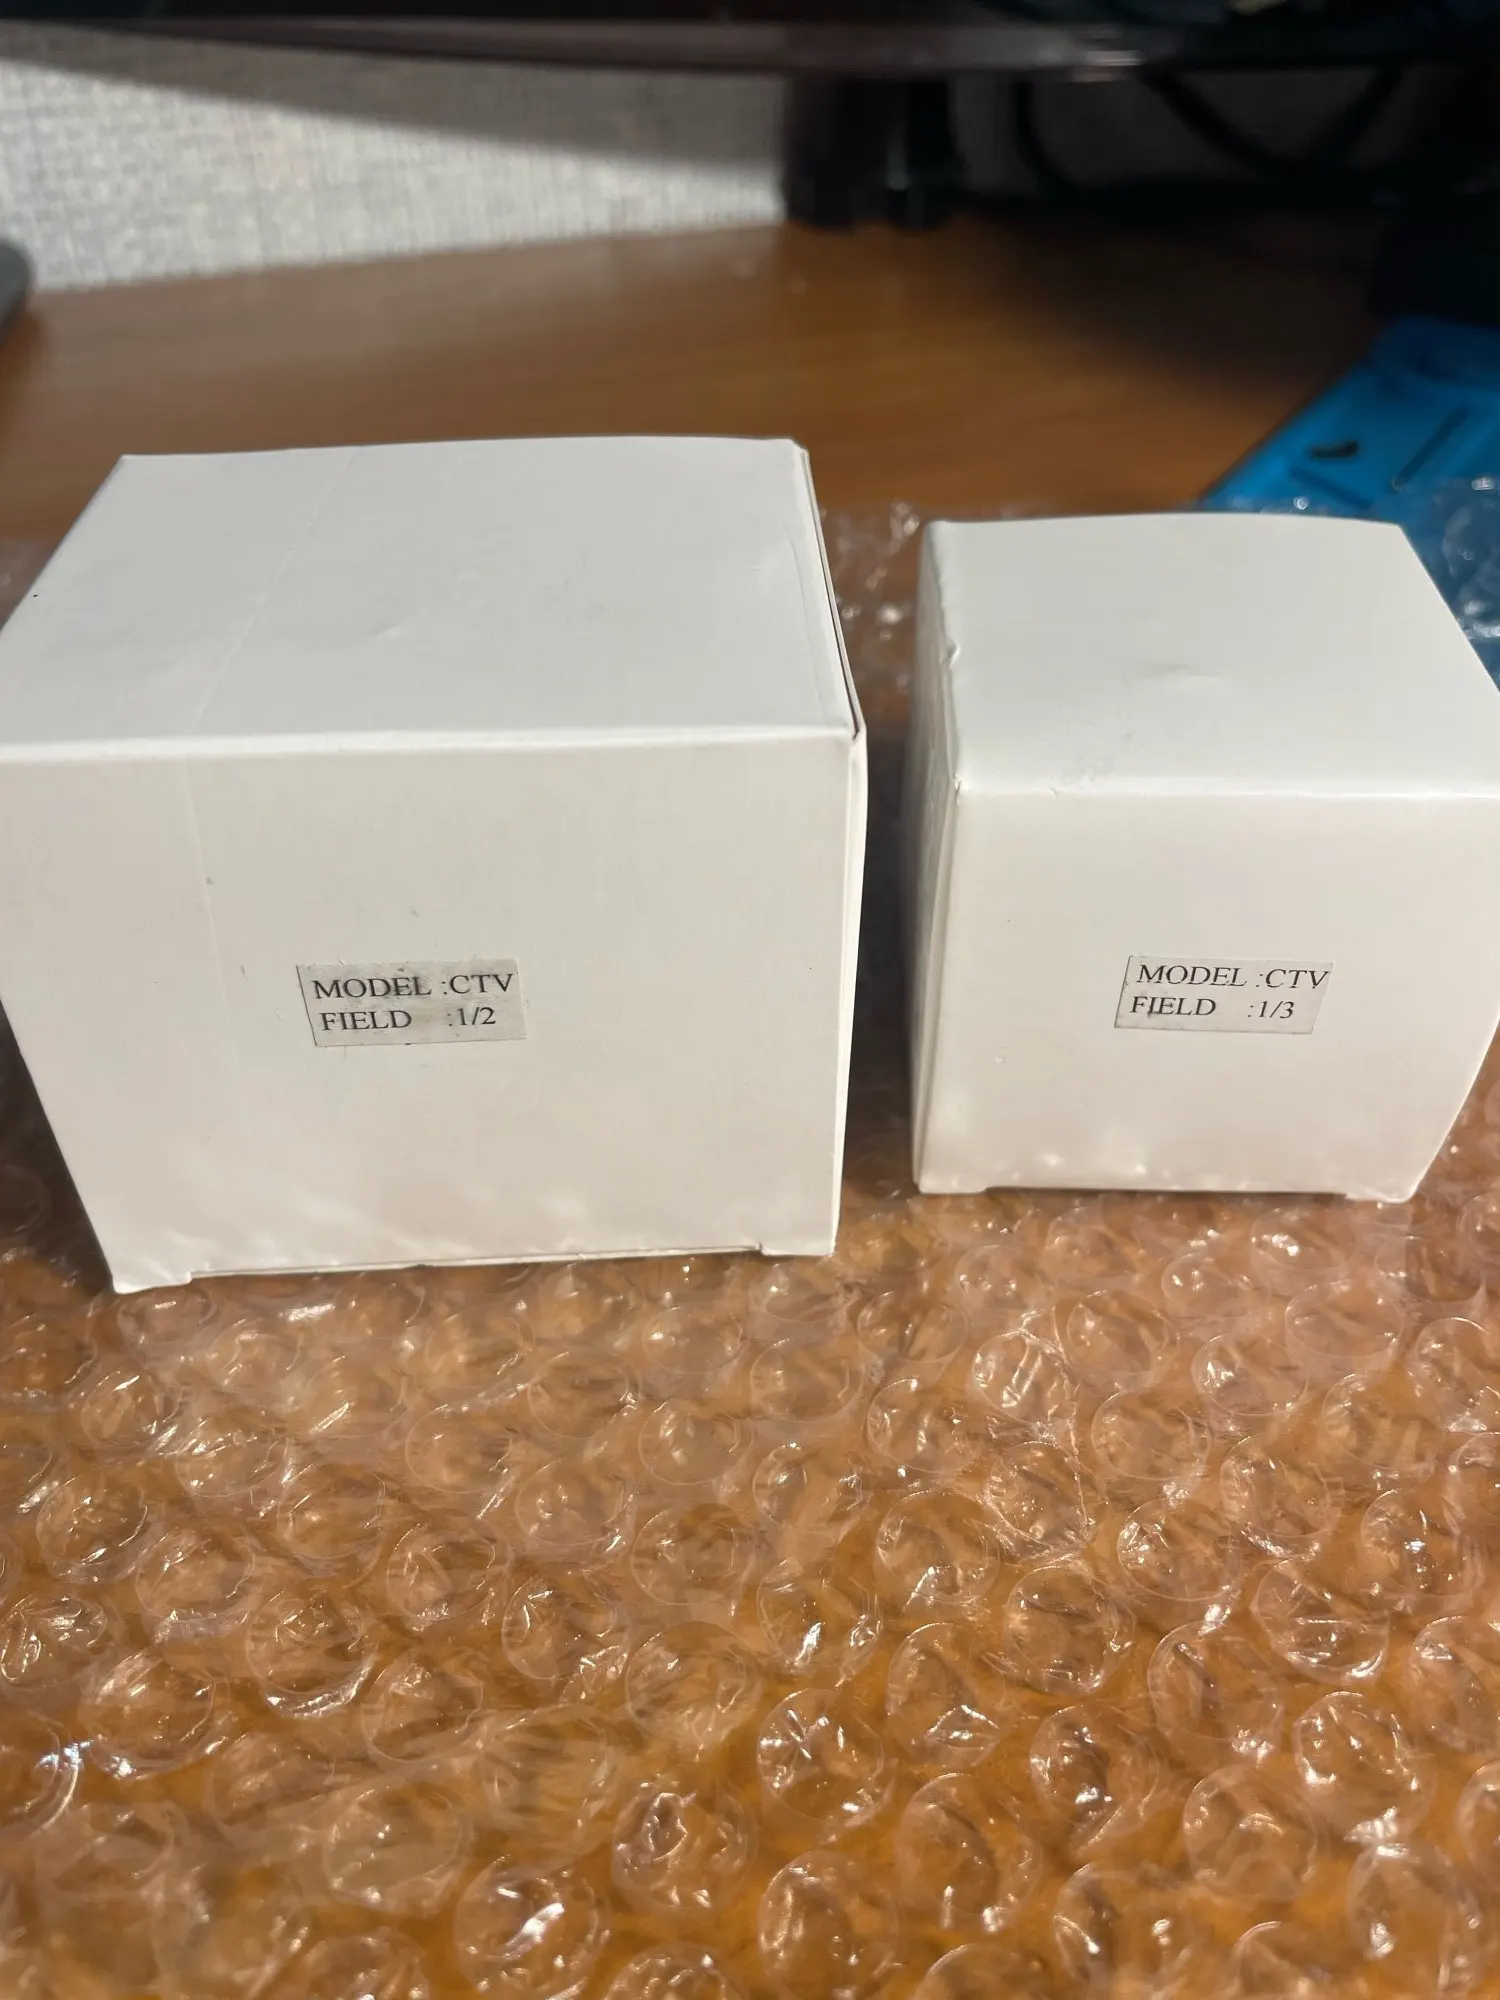 MODEL :CTV
FIELD :1/2
MODEL :CTV
FIELD :1/3